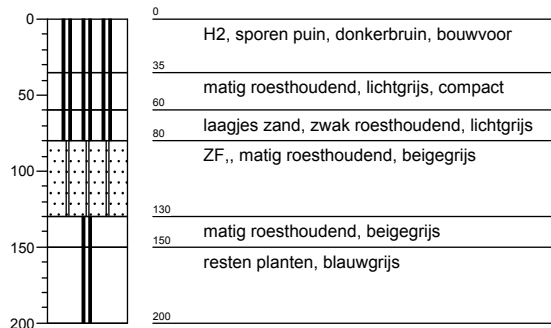 0
0
H2, sporen puin, donkerbruin, bouwvoor
35
matig roesthoudend, lichtgrijs, compact
50
60
laagjes zand, zwak roesthoudend, lichtgrijs
80
ZF,, matig roesthoudend, beigegrijs
100
130
matig roesthoudend, beigegrijs
150
150
resten planten, blauwgrijs
200
200